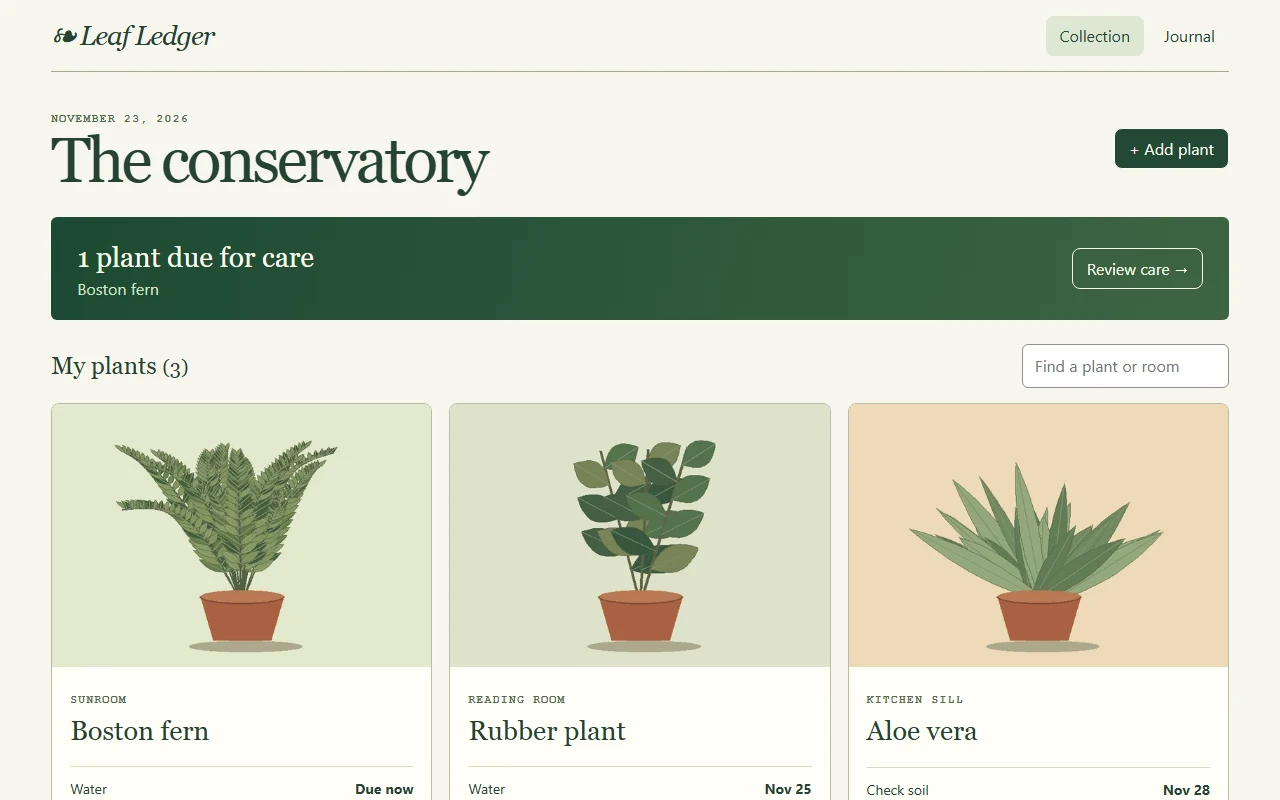 ❧ Leaf Ledger
Collection
Journal
NOVEMBER 23, 2026
The conservatory
+ Add plant
1 plant due for care
Boston fern
Review care →
My plants (3)
Find a plant or room
SUNROOM
Boston fern
Water
Due now
READING ROOM
Rubber plant
Water
Nov 25
KITCHEN SILL
Aloe vera
Check soil
Nov 28